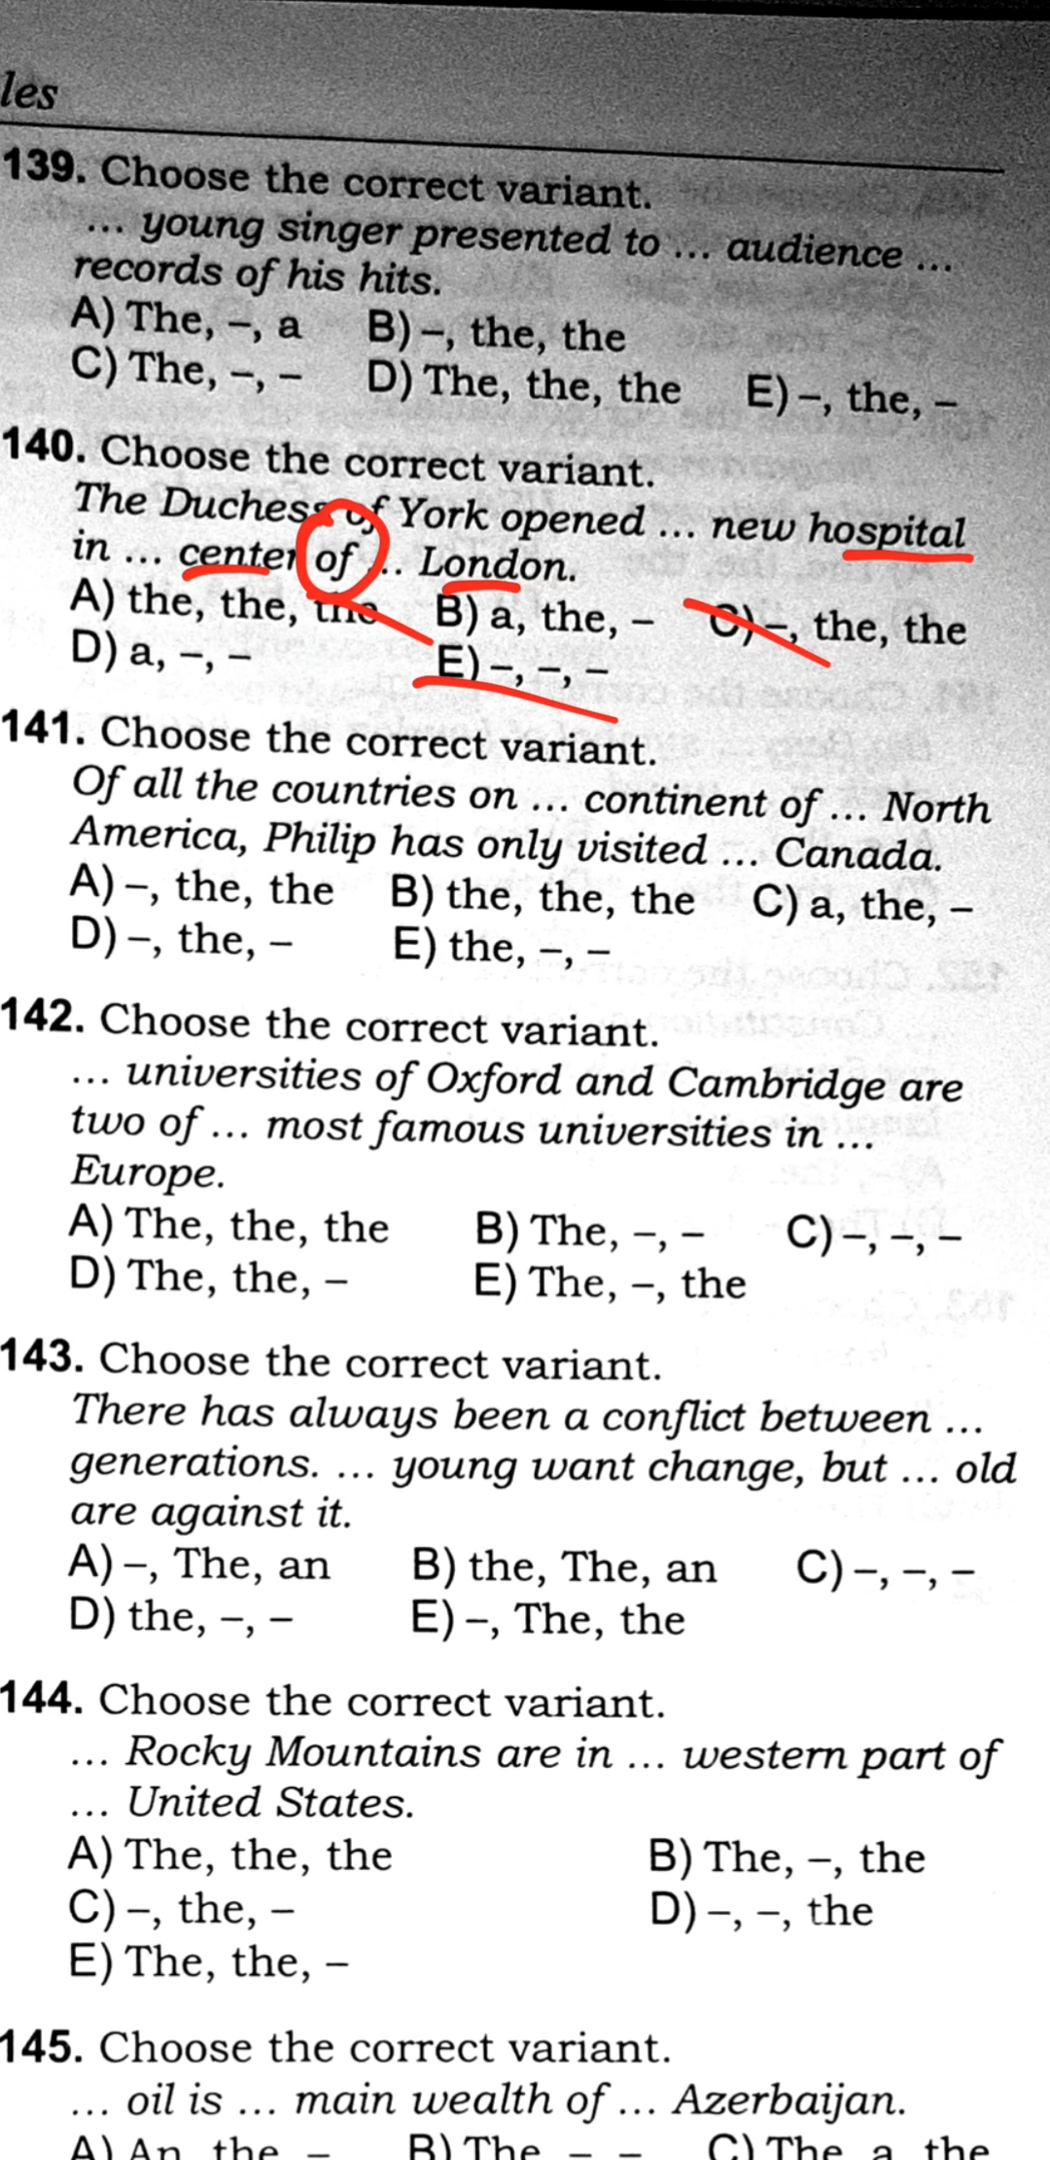 les
139. Choose the correct variant.
... young singer presented to ... audience ...
records of his hits.
A) The, –, a B) –, the, the
C) The, –, – D) The, the, the E) –, the, –
140. Choose the correct variant.
The Duchess of York opened ... new hospital
in ... center of ... London.
A) the, the, the B) a, the, – C) –, the, the
D) a, –, – E) –, –, –
141. Choose the correct variant.
Of all the countries on ... continent of ... North
America, Philip has only visited ... Canada.
A) –, the, the B) the, the, the C) a, the, –
D) –, the, – E) the, –, –
142. Choose the correct variant.
... universities of Oxford and Cambridge are
two of ... most famous universities in ...
Europe.
A) The, the, the B) The, –, – C) –, –, –
D) The, the, – E) The, –, the
143. Choose the correct variant.
There has always been a conflict between ...
generations. ... young want change, but ... old
are against it.
A) –, The, an B) the, The, an C) –, –, –
D) the, –, – E) –, The, the
144. Choose the correct variant.
... Rocky Mountains are in ... western part of
... United States.
A) The, the, the B) The, –, the
C) –, the, – D) –, –, the
E) The, the, –
145. Choose the correct variant.
... oil is ... main wealth of ... Azerbaijan.
A) An the – B) The – – C) The a the